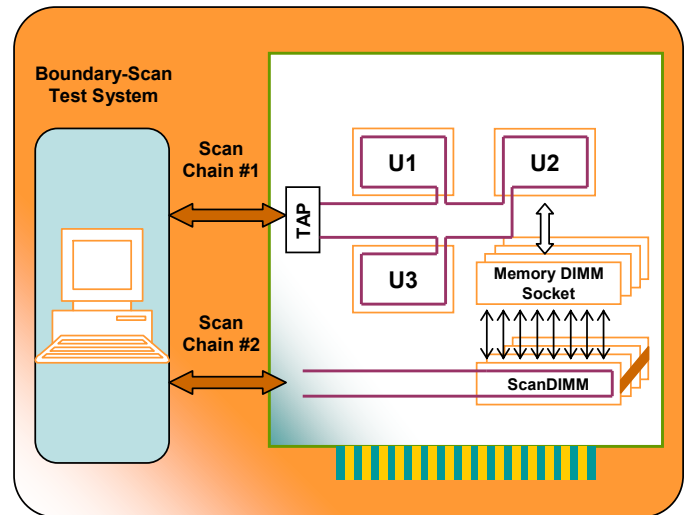 Boundary-Scan
Test System
Scan
Chain #1
TAP
U1
U2
U3
Memory DIMM
Socket
Scan
Chain #2
ScanDIMM